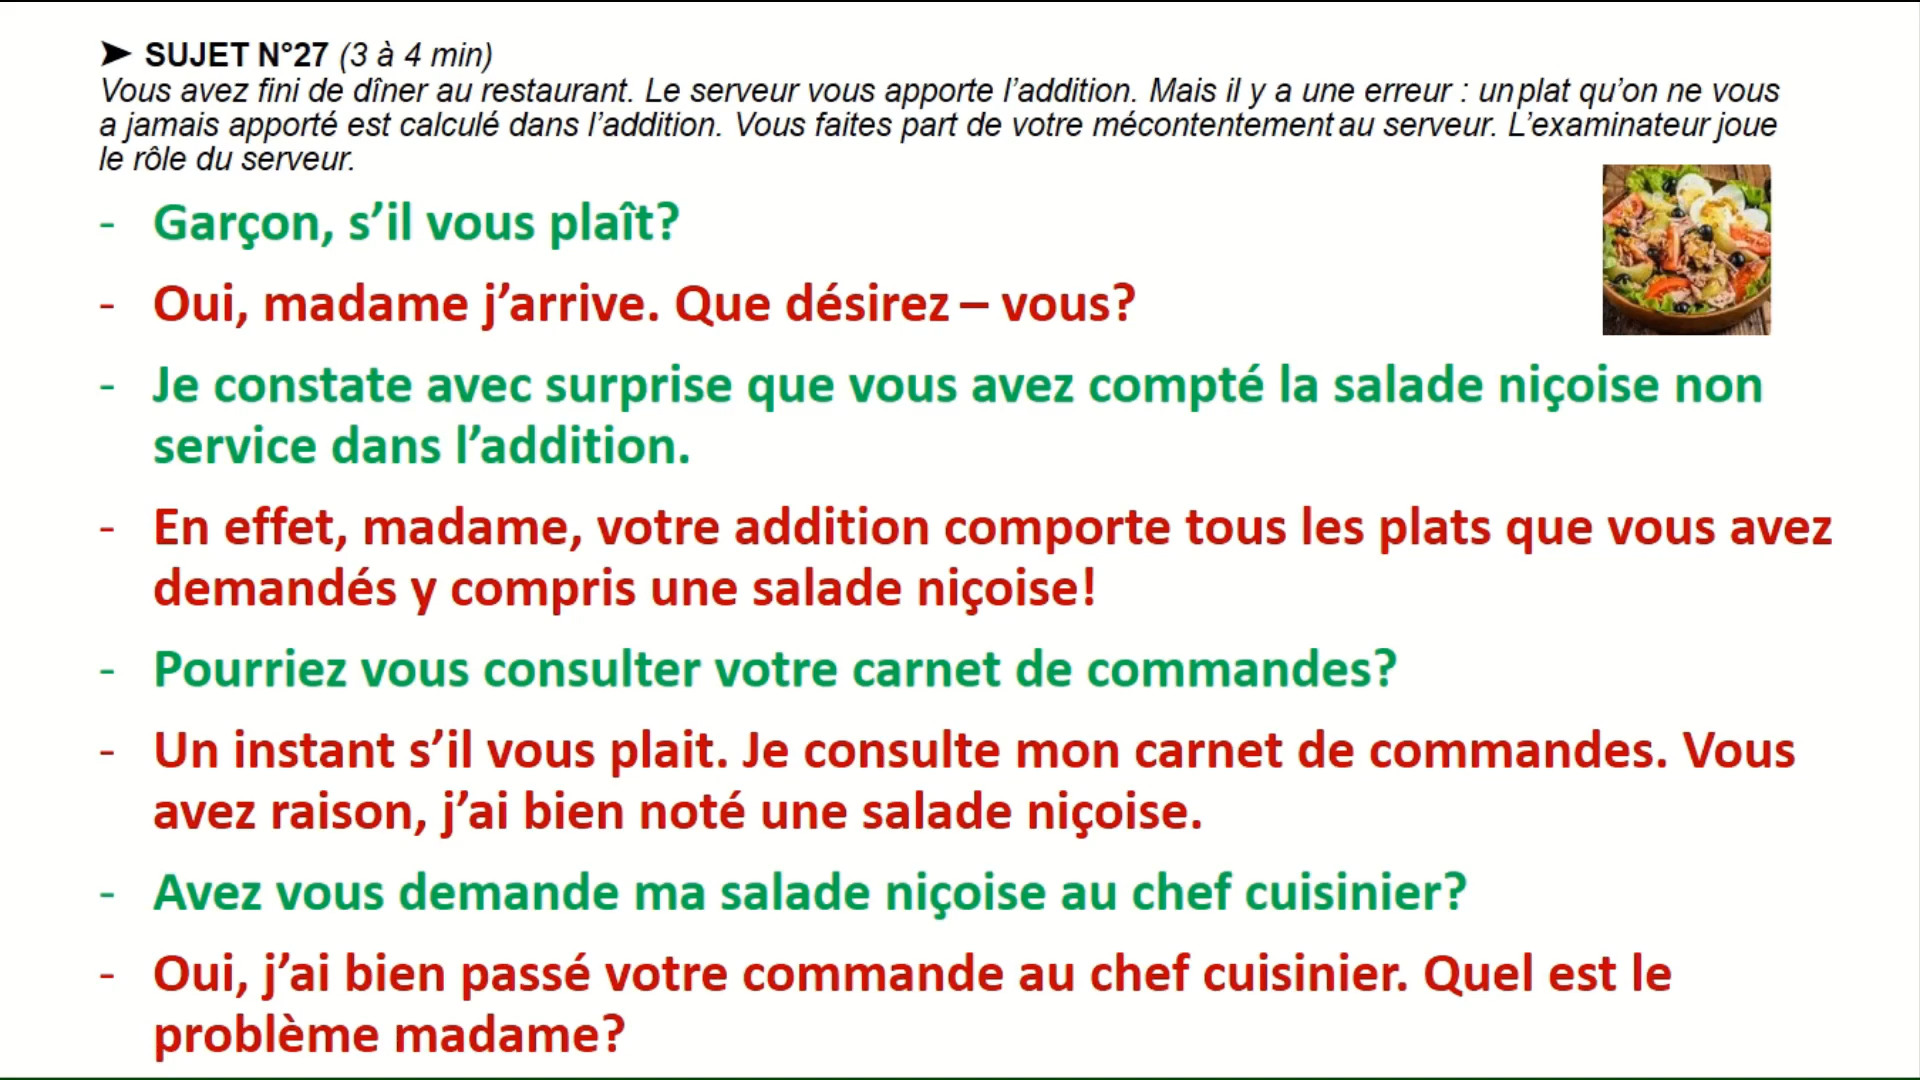 ➤ SUJET N°27 (3 à 4 min)
Vous avez fini de dîner au restaurant. Le serveur vous apporte l’addition. Mais il y a une erreur : un plat qu’on ne vous
a jamais apporté est calculé dans l’addition. Vous faites part de votre mécontentement au serveur. L’examinateur joue
le rôle du serveur.
- Garçon, s’il vous plaît?
- Oui, madame j’arrive. Que désirez – vous?
- Je constate avec surprise que vous avez compté la salade niçoise non
service dans l’addition.
- En effet, madame, votre addition comporte tous les plats que vous avez
demandés y compris une salade niçoise!
- Pourriez vous consulter votre carnet de commandes?
- Un instant s’il vous plait. Je consulte mon carnet de commandes. Vous
avez raison, j’ai bien noté une salade niçoise.
- Avez vous demande ma salade niçoise au chef cuisinier?
- Oui, j’ai bien passé votre commande au chef cuisinier. Quel est le
problème madame?